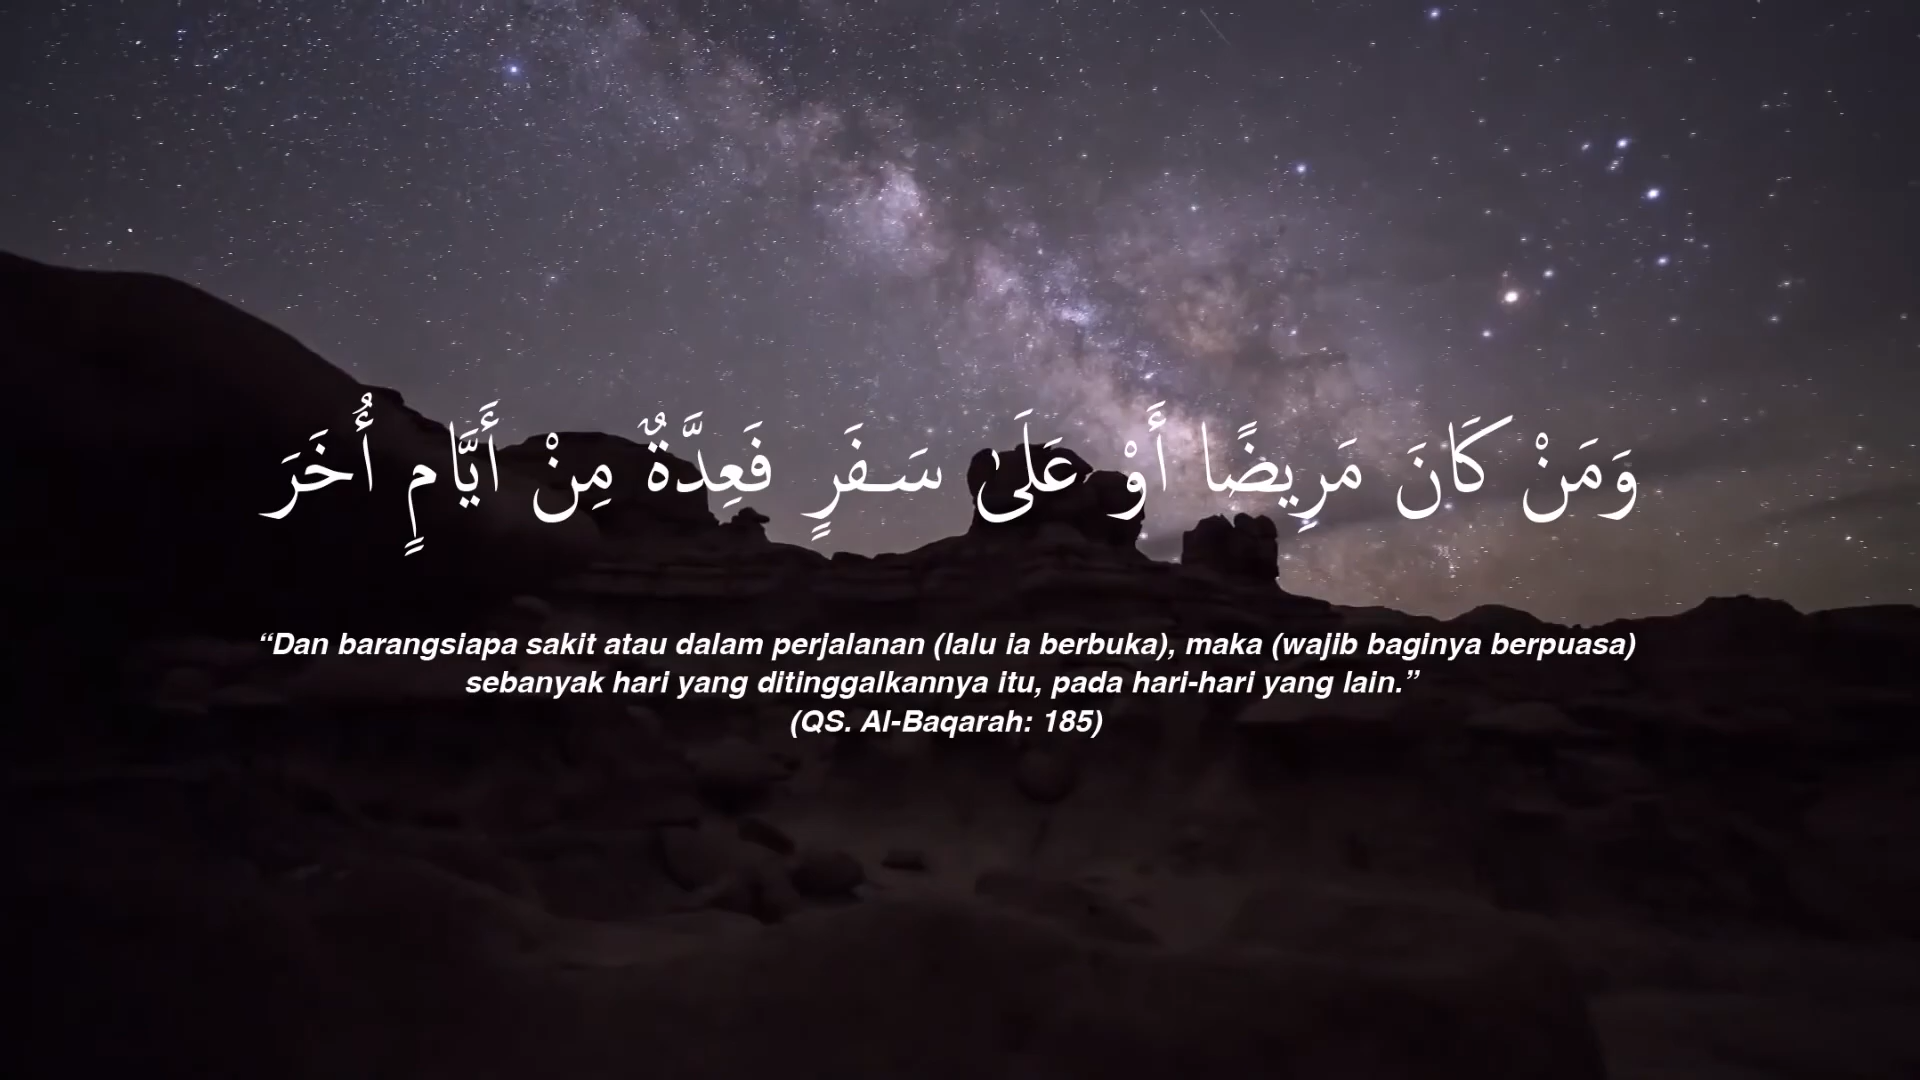 وَمَنْ كَانَ مَرِيضًا أَوْ عَلَىٰ سَفَرٍ فَعِدَّةٌ مِنْ أَيَّامٍ أُخَرَ
“Dan barangsiapa sakit atau dalam perjalanan (lalu ia berbuka), maka (wajib baginya berpuasa)
sebanyak hari yang ditinggalkannya itu, pada hari-hari yang lain.”
(QS. Al-Baqarah: 185)